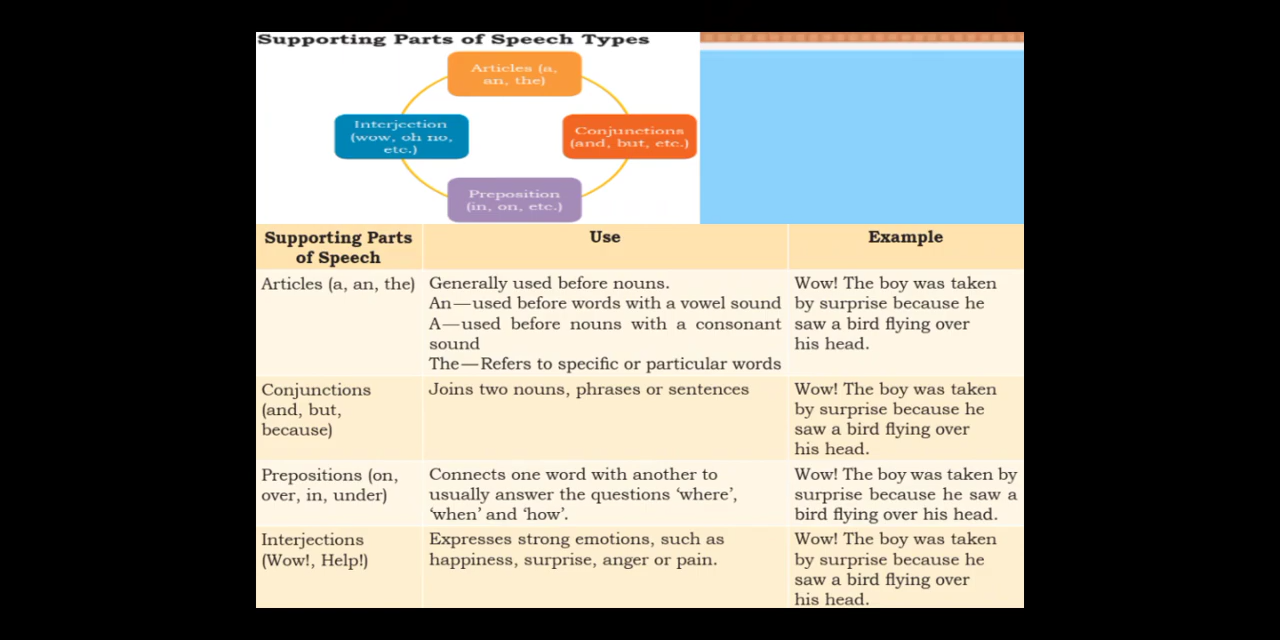 Supporting Parts of Speech Types
Articles (a,
an, the)
Interjection
(wow, oh no,
etc.)
Conjunctions
(and, but, etc.)
Preposition
(in, on, etc.)
Supporting Parts
of Speech
Use
Example
Articles (a, an, the)
Generally used before nouns.
An—used before words with a vowel sound
A—used before nouns with a consonant
sound
The—Refers to specific or particular words
Wow! The boy was taken
by surprise because he
saw a bird flying over
his head.
Conjunctions
(and, but,
because)
Joins two nouns, phrases or sentences
Wow! The boy was taken
by surprise because he
saw a bird flying over
his head.
Prepositions (on,
over, in, under)
Connects one word with another to
usually answer the questions ‘where’,
‘when’ and ‘how’.
Wow! The boy was taken by
surprise because he saw a
bird flying over his head.
Interjections
(Wow!, Help!)
Expresses strong emotions, such as
happiness, surprise, anger or pain.
Wow! The boy was taken
by surprise because he
saw a bird flying over
his head.